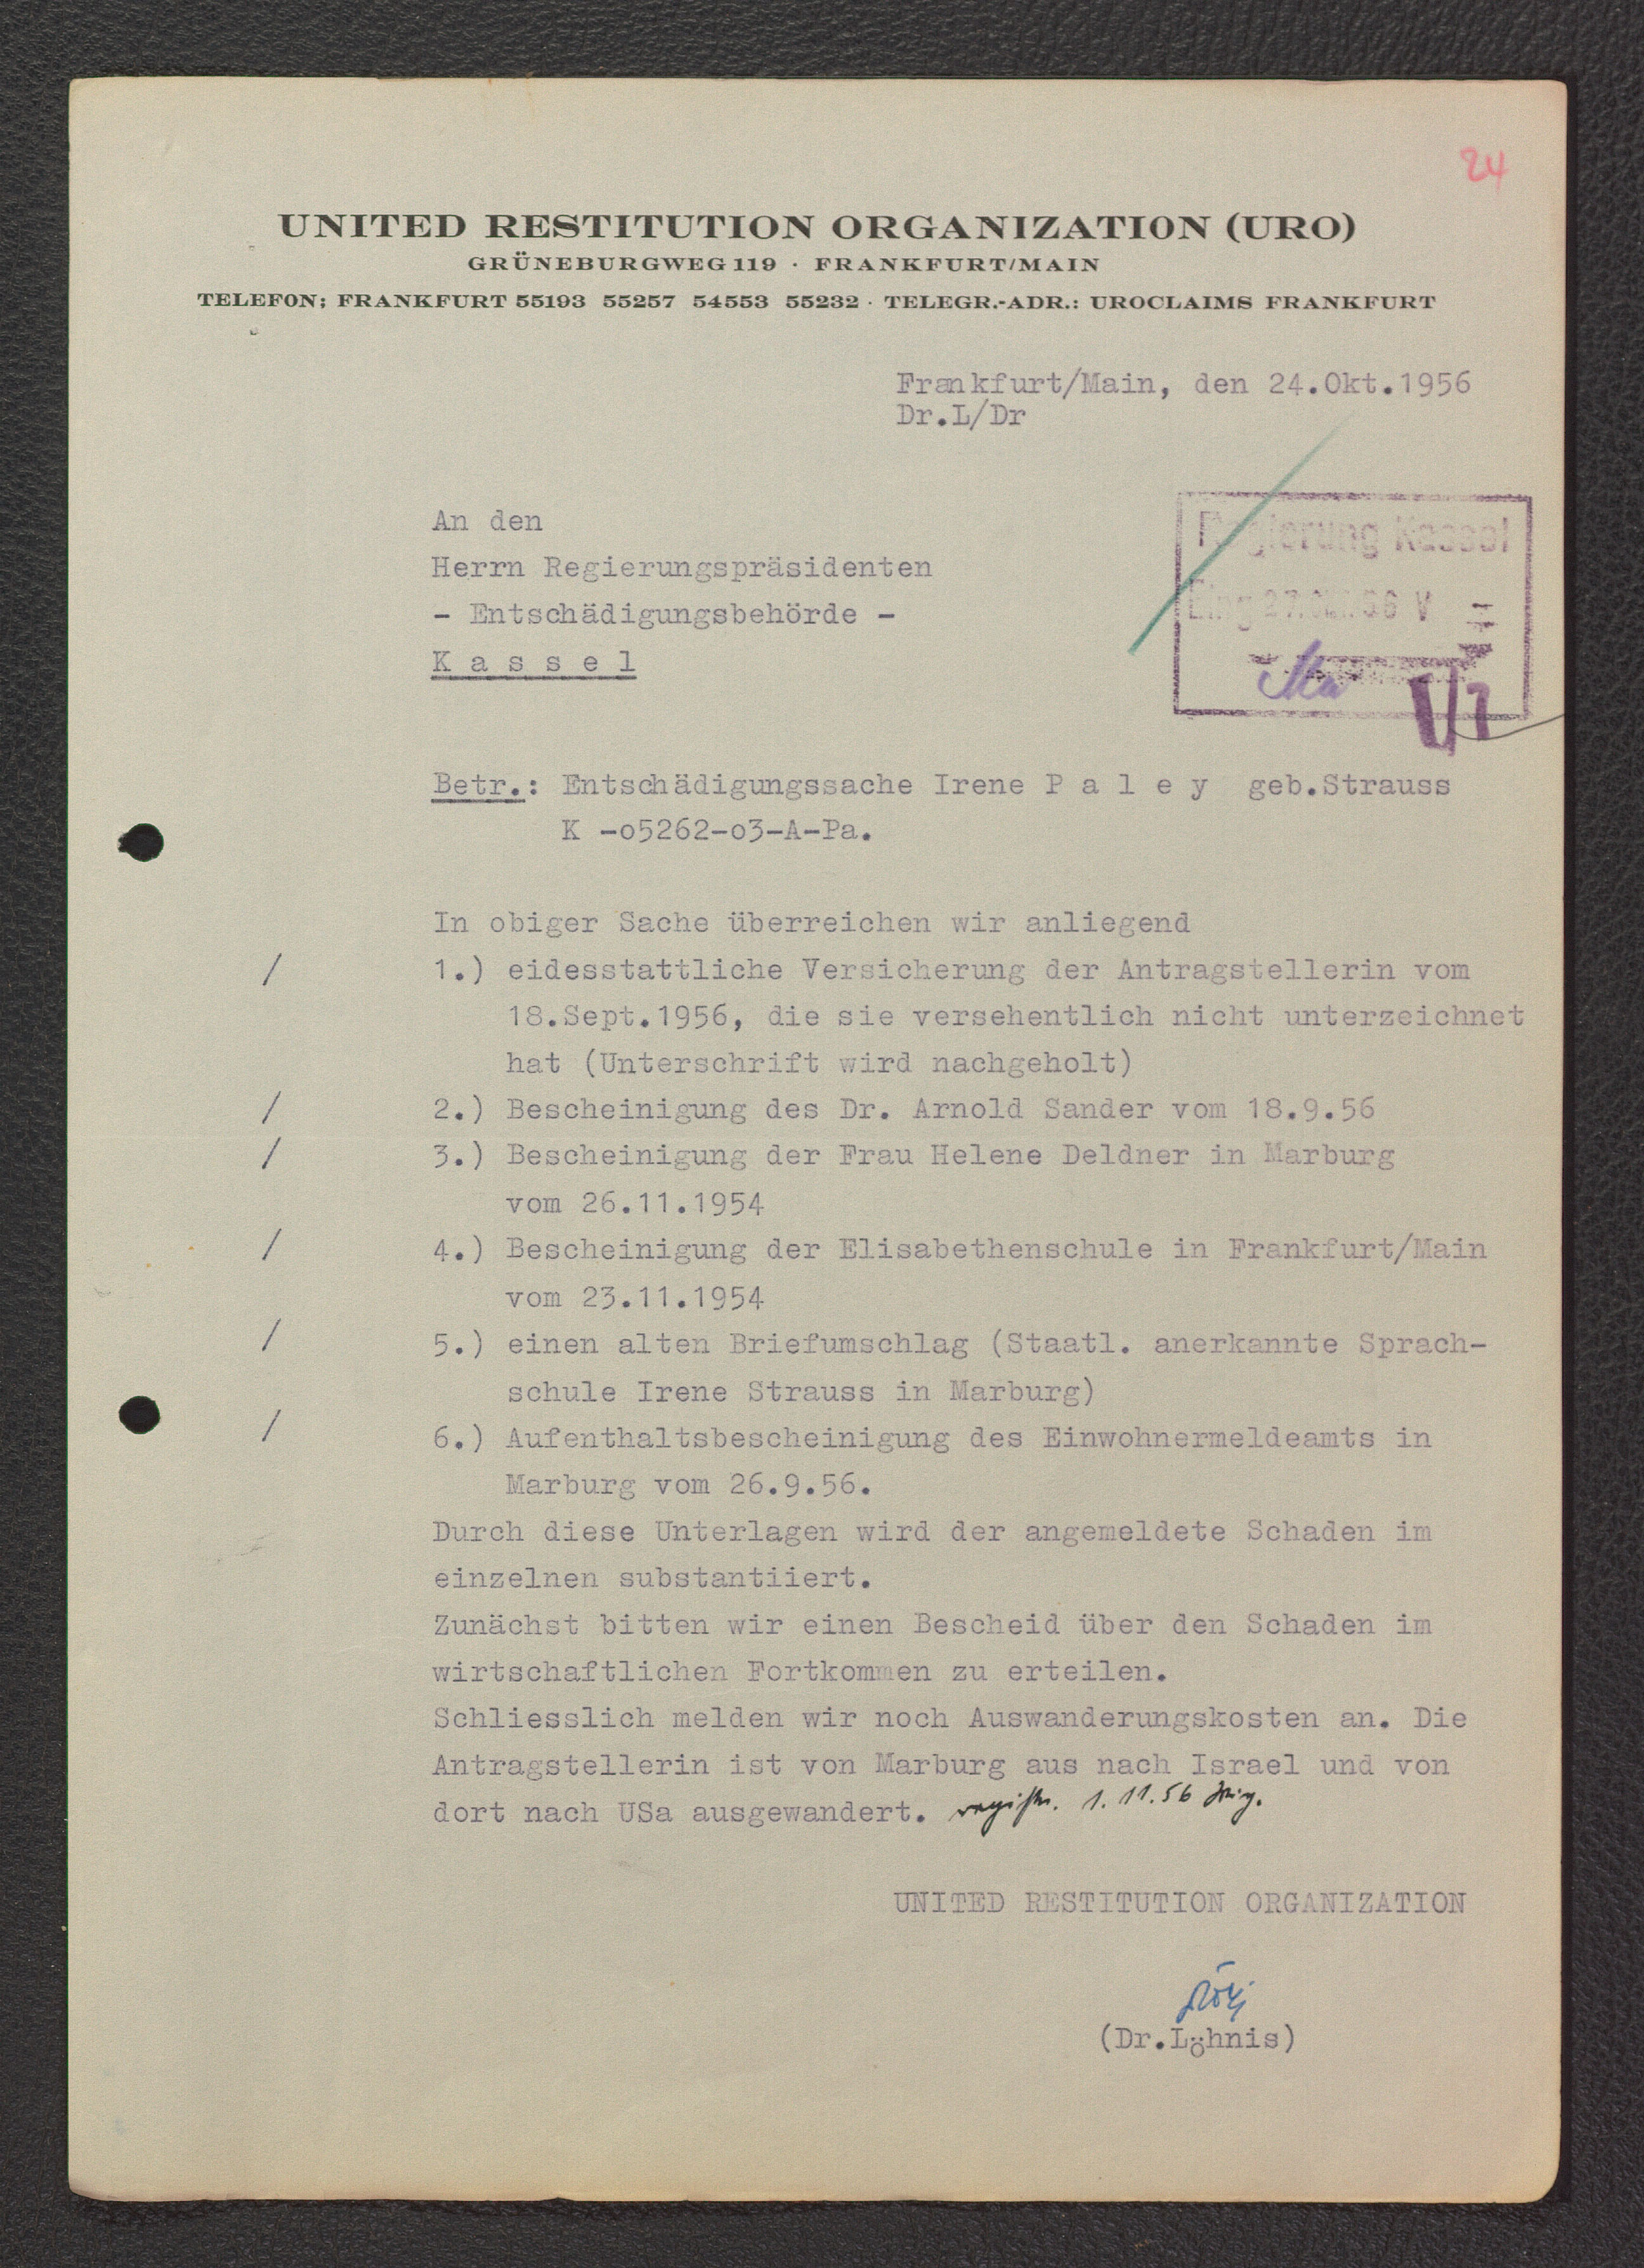 24
UNITED RESTITUTION ORGANIZATION (URO)
GRÜNEBURGWEG 119 · FRANKFURT/MAIN
TELEFON; FRANKFURT 55193 55257 54553 55232 · TELEGR.-ADR.: UROCLAIMS FRANKFURT
Frankfurt/Main, den 24.Okt.1956
Dr.L/Dr
An den
Herrn Regierungspräsidenten
- Entschädigungsbehörde -
K a s s e l
Regierung Kassel
Eing 27.Okt.56 V
V/7
Betr.: Entschädigungssache Irene P a l e y geb.Strauss
K -o5262-o3-A-Pa.
In obiger Sache überreichen wir anliegend
/ 1.) eidesstattliche Versicherung der Antragstellerin vom
18.Sept.1956, die sie versehentlich nicht unterzeichnet
hat (Unterschrift wird nachgeholt)
/ 2.) Bescheinigung des Dr. Arnold Sander vom 18.9.56
/ 3.) Bescheinigung der Frau Helene Deldner in Marburg
vom 26.11.1954
/ 4.) Bescheinigung der Elisabethenschule in Frankfurt/Main
vom 23.11.1954
/ 5.) einen alten Briefumschlag (Staatl. anerkannte Sprach-
schule Irene Strauss in Marburg)
/ 6.) Aufenthaltsbescheinigung des Einwohnermeldeamts in
Marburg vom 26.9.56.
Durch diese Unterlagen wird der angemeldete Schaden im
einzelnen substantiiert.
Zunächst bitten wir einen Bescheid über den Schaden im
wirtschaftlichen Fortkommen zu erteilen.
Schliesslich melden wir noch Auswanderungskosten an. Die
Antragstellerin ist von Marburg aus nach Israel und von
dort nach USa ausgewandert. registr. 1.11.56
UNITED RESTITUTION ORGANIZATION
(Dr.Löhnis)